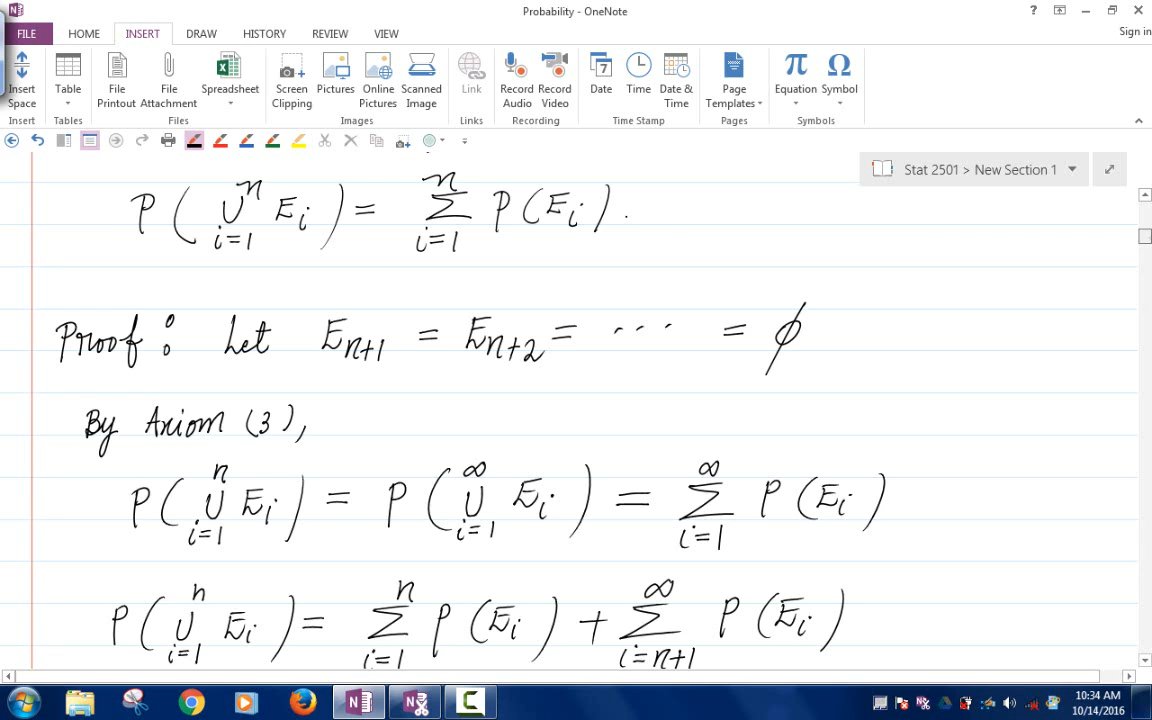 Probability - OneNote
?
Sign in
FILE HOME INSERT DRAW HISTORY REVIEW VIEW
Insert Space
Table
File Printout
File Attachment
Spreadsheet
Screen Clipping
Pictures
Online Pictures
Scanned Image
Link
Record Audio
Record Video
Date
Time
Date & Time
Page Templates
π Equation
Ω Symbol
Insert Tables Files Images Links Recording Time Stamp Pages Symbols
Stat 2501 > New Section 1
P( ∪_{i=1}^{n} E_i ) = ∑_{i=1}^{n} P(E_i).
Proof: Let E_{n+1} = E_{n+2} = ··· = ϕ
By Axiom (3),
P( ∪_{i=1}^{n} E_i ) = P( ∪_{i=1}^{∞} E_i ) = ∑_{i=1}^{∞} P(E_i)
P( ∪_{i=1}^{n} E_i ) = ∑_{i=1}^{n} P(E_i) + ∑_{i=n+1}^{∞} P(E_i)
10:34 AM
10/14/2016